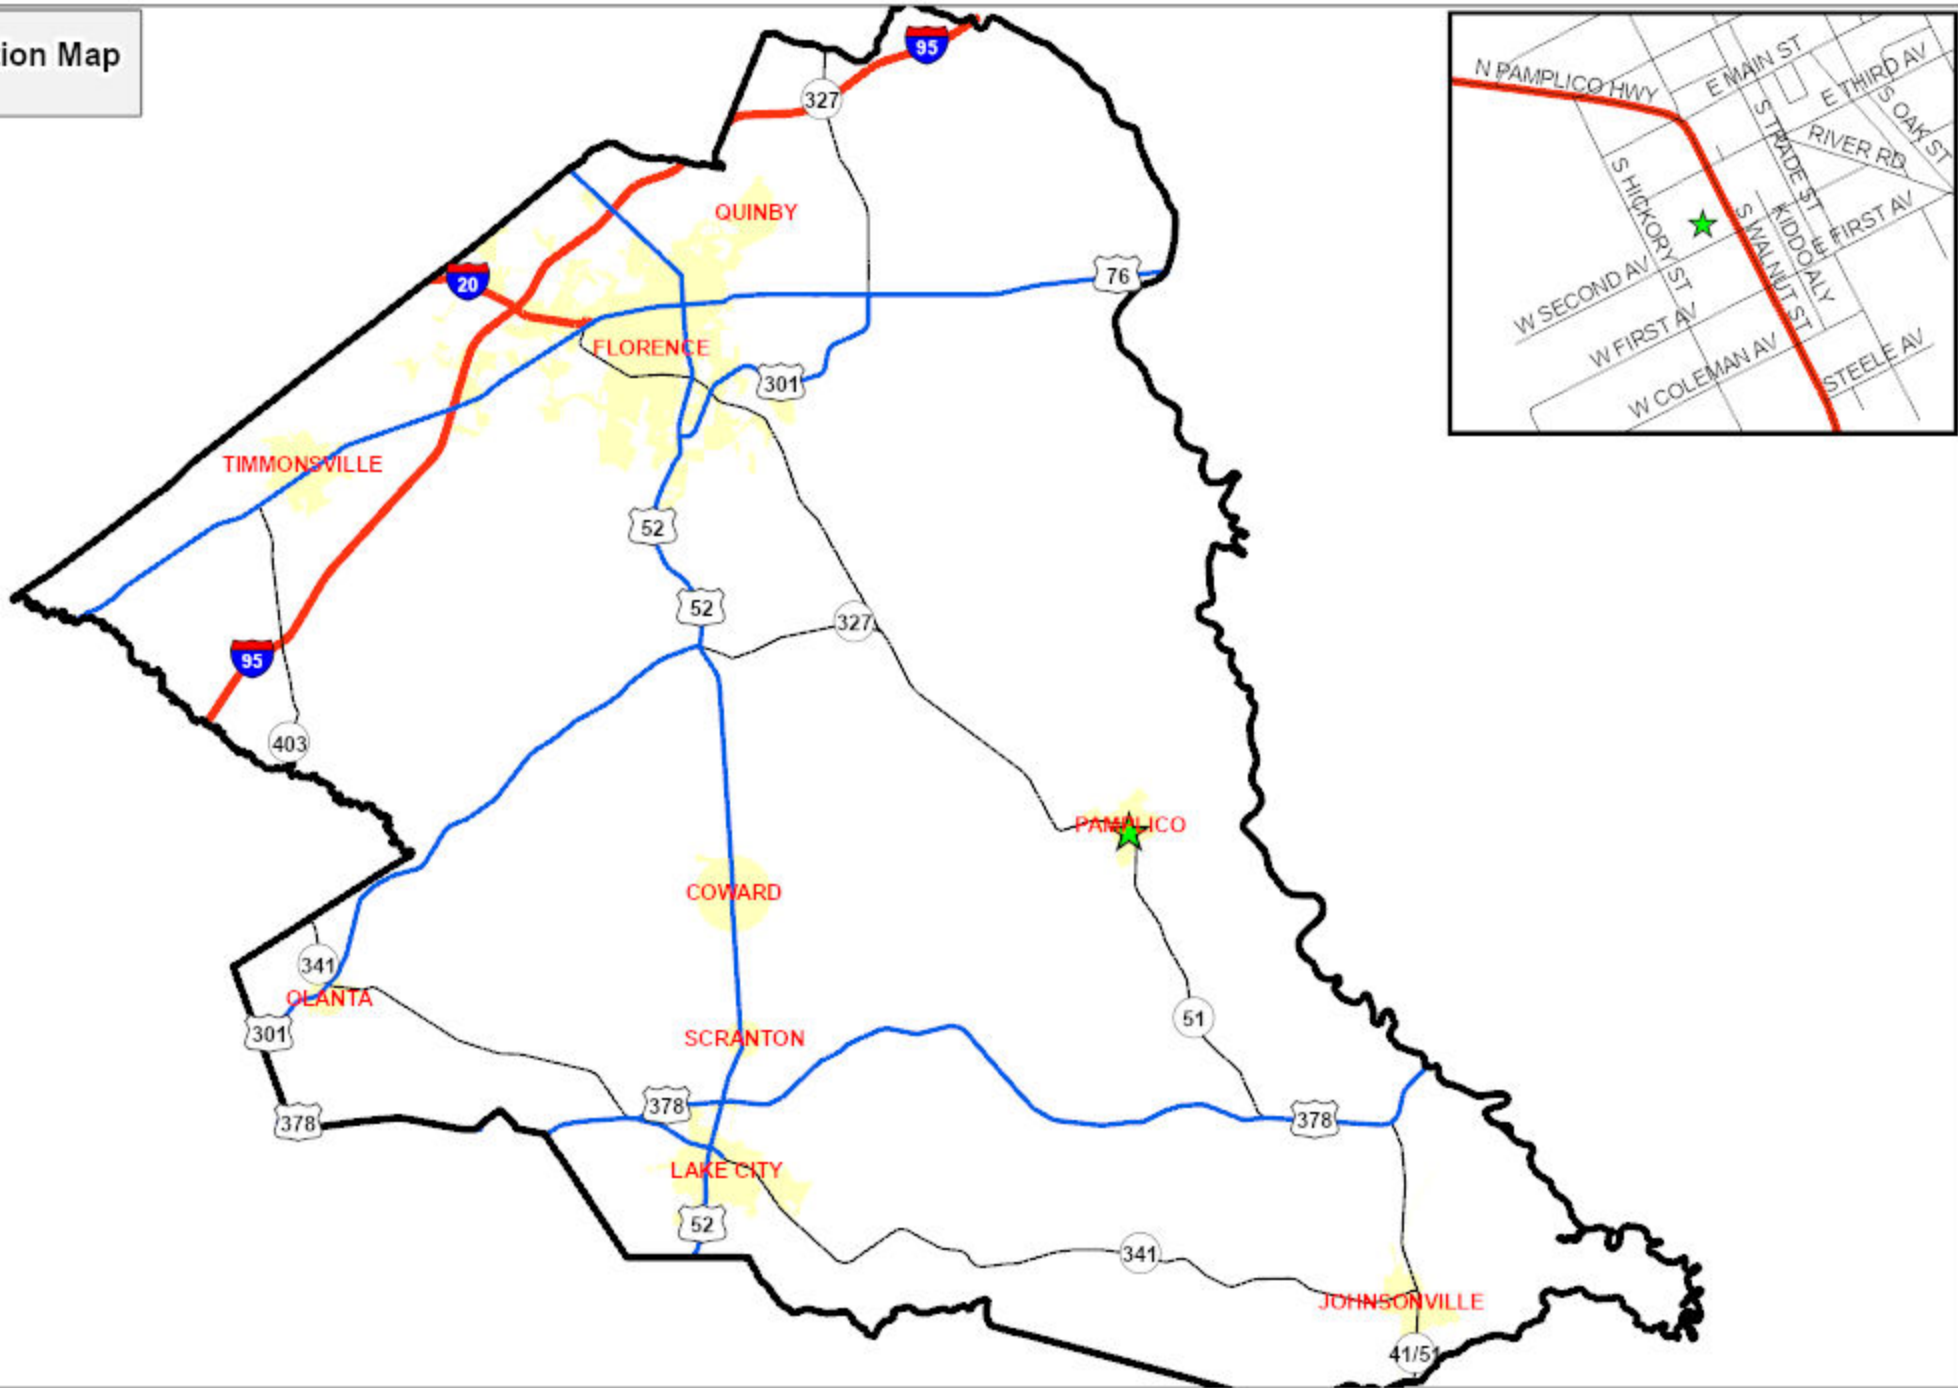 ion Map
95
327
QUINBY
20
76
FLORENCE
301
TIMMONSVILLE
52
52
327
95
403
PAMPLICO
COWARD
341
OLANTA
301
51
SCRANTON
378
378
378
LAKE CITY
52
341
JOHNSONVILLE
41/51
N PAMPLICO HWY
E MAIN ST
E THIRD AV
S OAK ST
S TRADE ST
RIVER RD
S HICKORY ST
S WALNUT ST
KIDDO ALY
E FIRST AV
W SECOND AV
W FIRST AV
W COLEMAN AV
STEELE AV